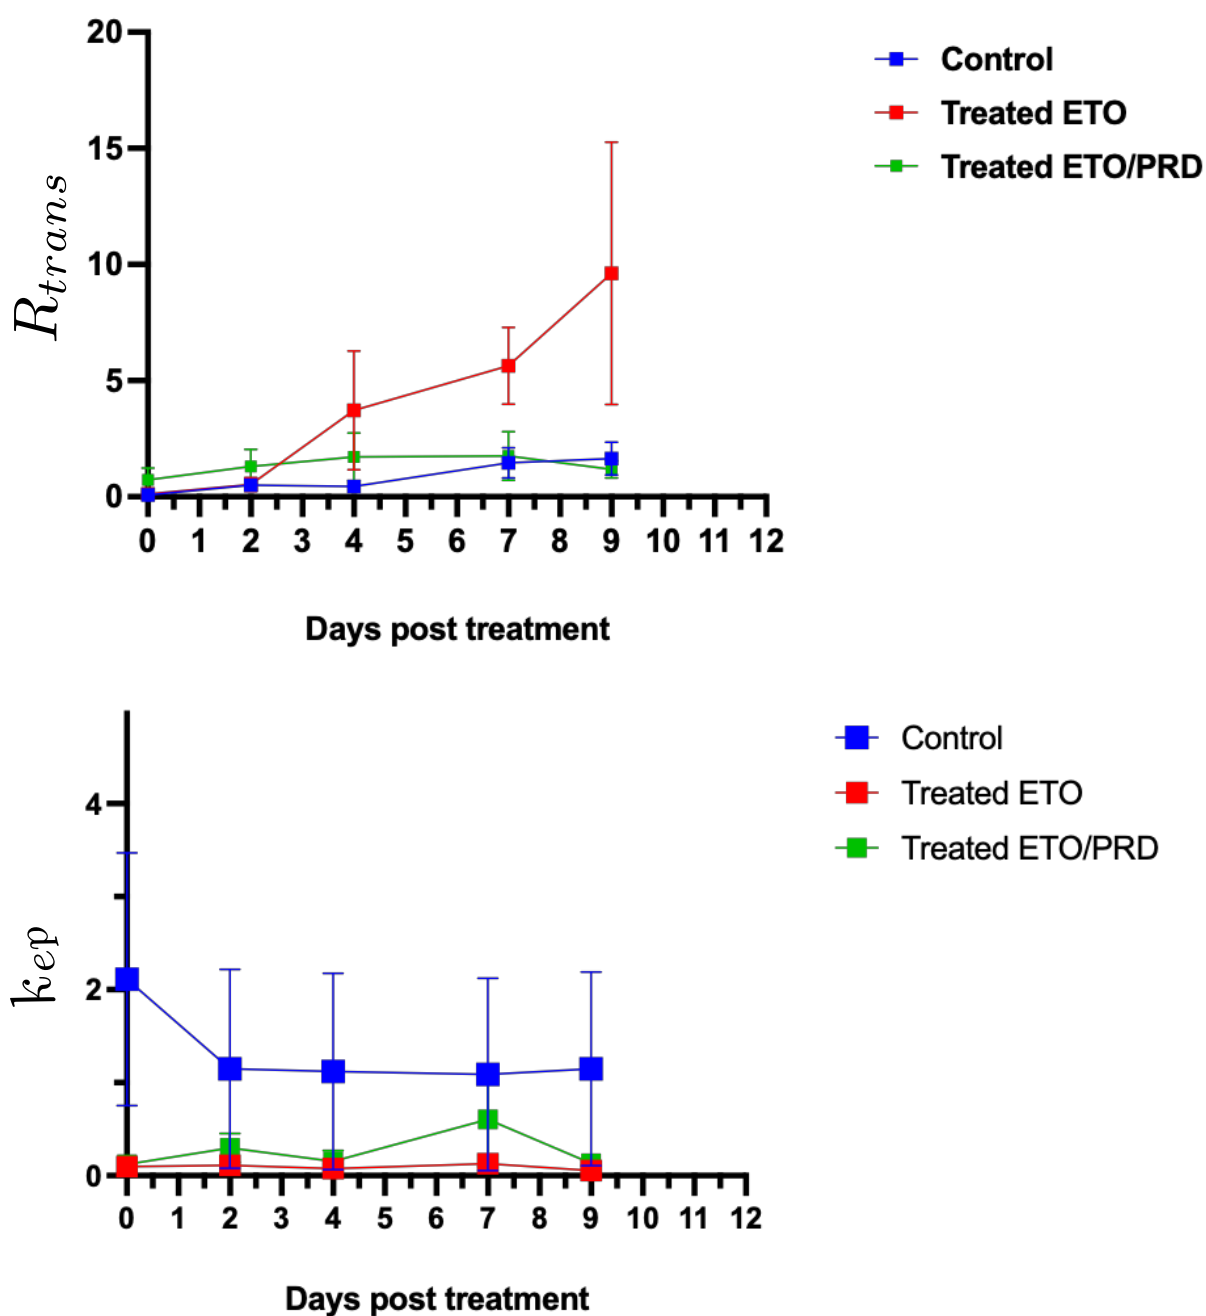 20
15
10
5
0
R_trans
0 1 2 3 4 5 6 7 8 9 10 11 12
Days post treatment
Control
Treated ETO
Treated ETO/PRD
4
2
0
k_ep
0 1 2 3 4 5 6 7 8 9 10 11 12
Days post treatment
Control
Treated ETO
Treated ETO/PRD